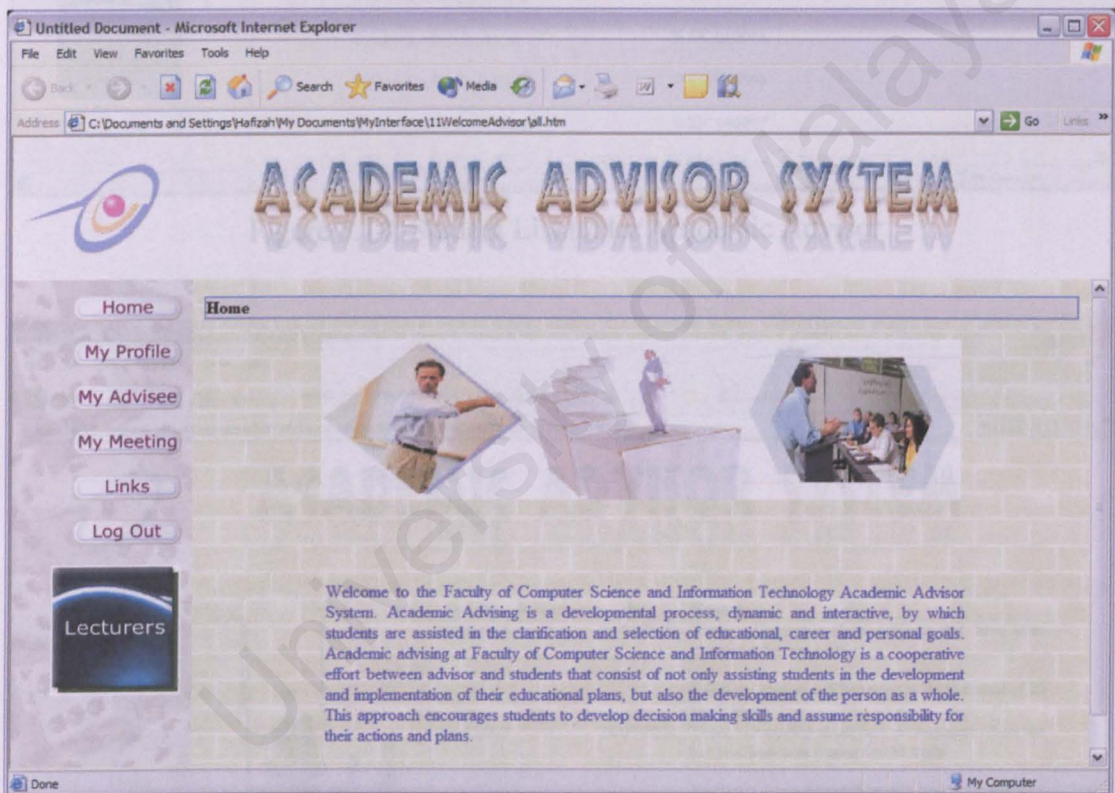 Untitled Document - Microsoft Internet Explorer
File Edit View Favorites Tools Help
Back Search Favorites Media
Address C:\Documents and Settings\Hafizah\My Documents\MyInterface\11WelcomeAdvisor\all.htm Go Links »
ACADEMIC ADVISOR SYSTEM
Home
My Profile
My Advisee
My Meeting
Links
Log Out
Lecturers
Home
Welcome to the Faculty of Computer Science and Information Technology Academic Advisor
System. Academic Advising is a developmental process, dynamic and interactive, by which
students are assisted in the clarification and selection of educational, career and personal goals.
Academic advising at Faculty of Computer Science and Information Technology is a cooperative
effort between advisor and students that consist of not only assisting students in the development
and implementation of their educational plans, but also the development of the person as a whole.
This approach encourages students to develop decision making skills and assume responsibility for
their actions and plans.
Done My Computer
University of Malaya